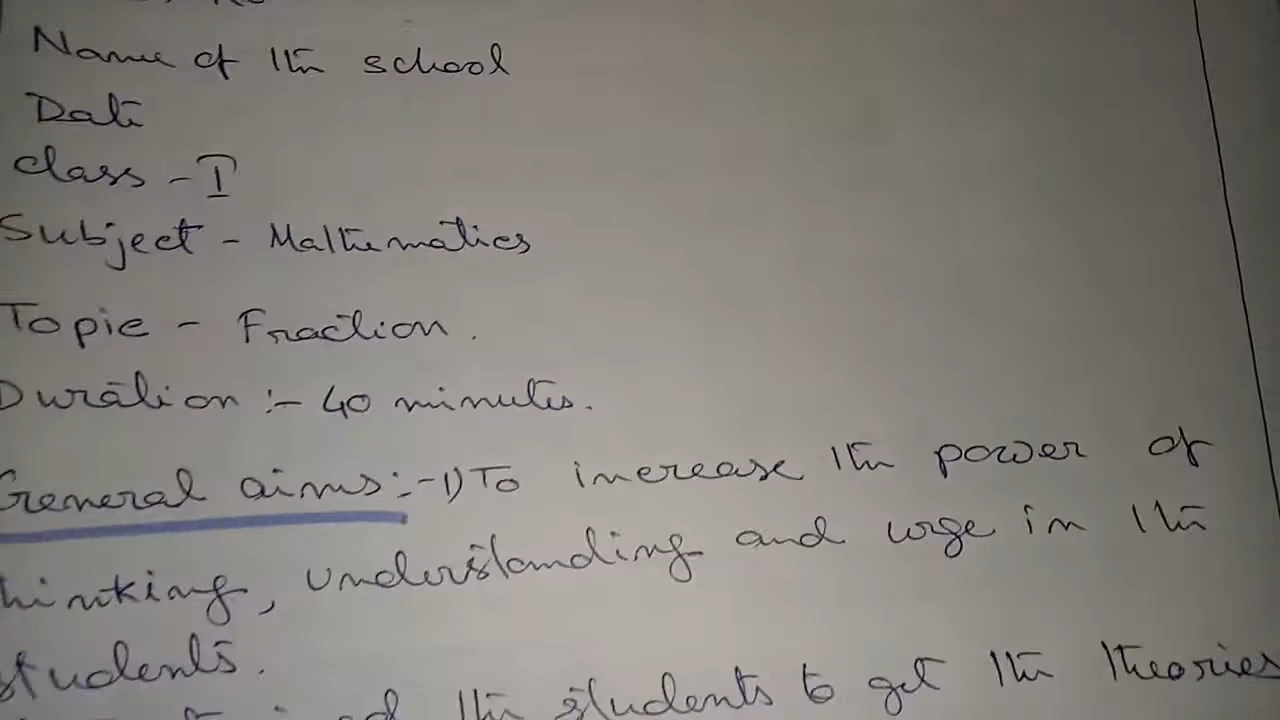 Name of the school
Date
Class - I
Subject - Mathematics
Topic - Fraction.
Duration :- 40 minutes.
General aims :- 1) To increase the power of
thinking, understanding and urge in the
students.
the students to get the theories